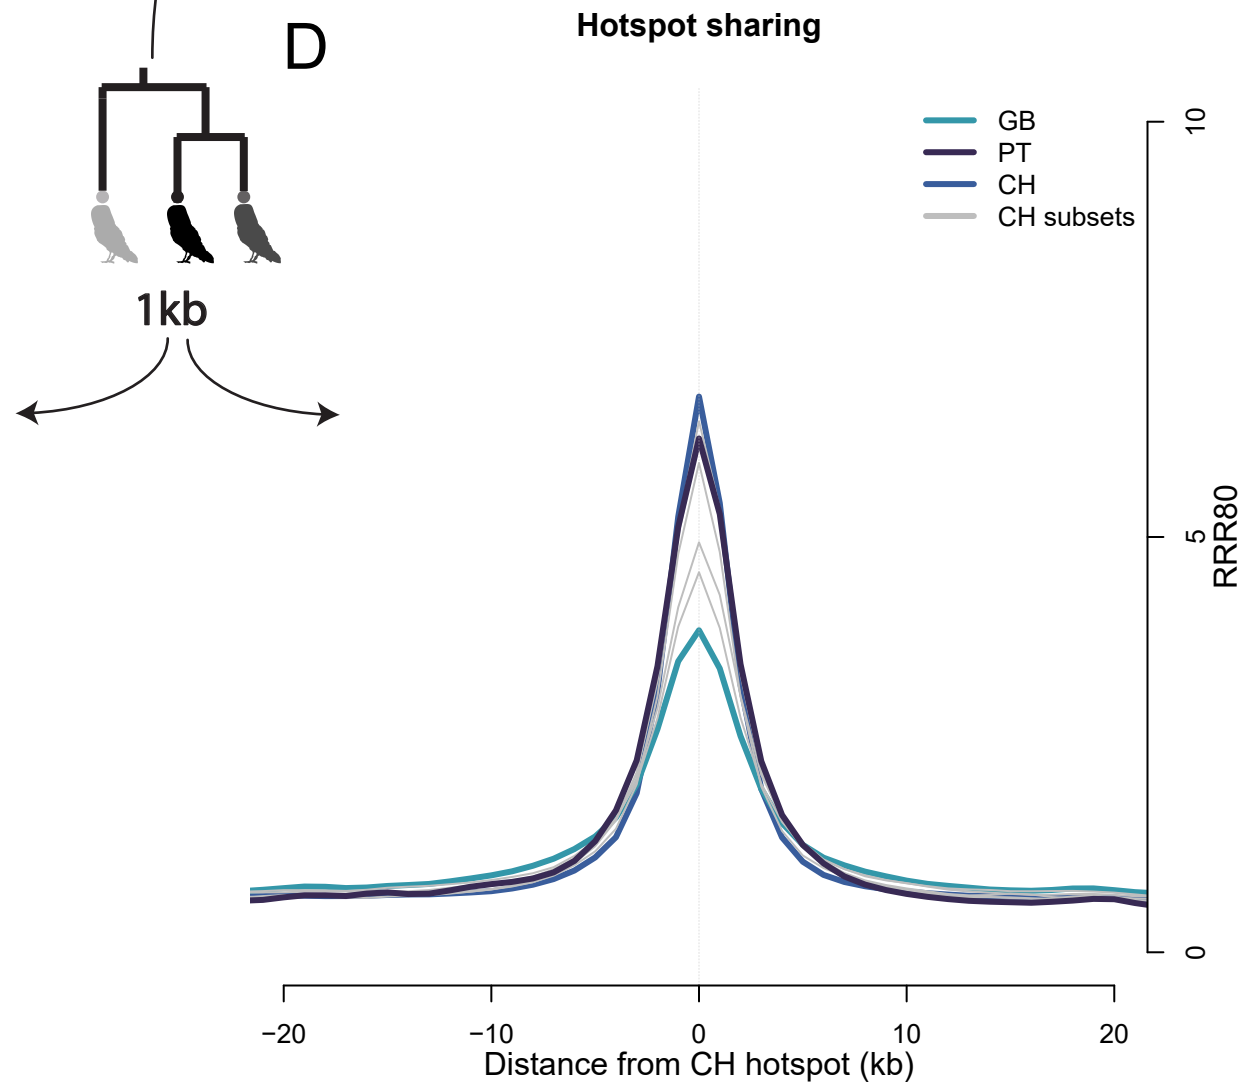 D
Hotspot sharing
GB
PT
CH
CH subsets
1kb
10
5
0
RRR80
−20
−10
0
10
20
Distance from CH hotspot (kb)